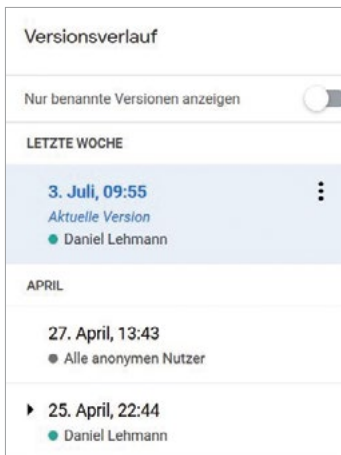 Versionsverlauf
Nur benannte Versionen anzeigen
LETZTE WOCHE
3. Juli, 09:55
Aktuelle Version
Daniel Lehmann
APRIL
27. April, 13:43
Alle anonymen Nutzer
25. April, 22:44
Daniel Lehmann